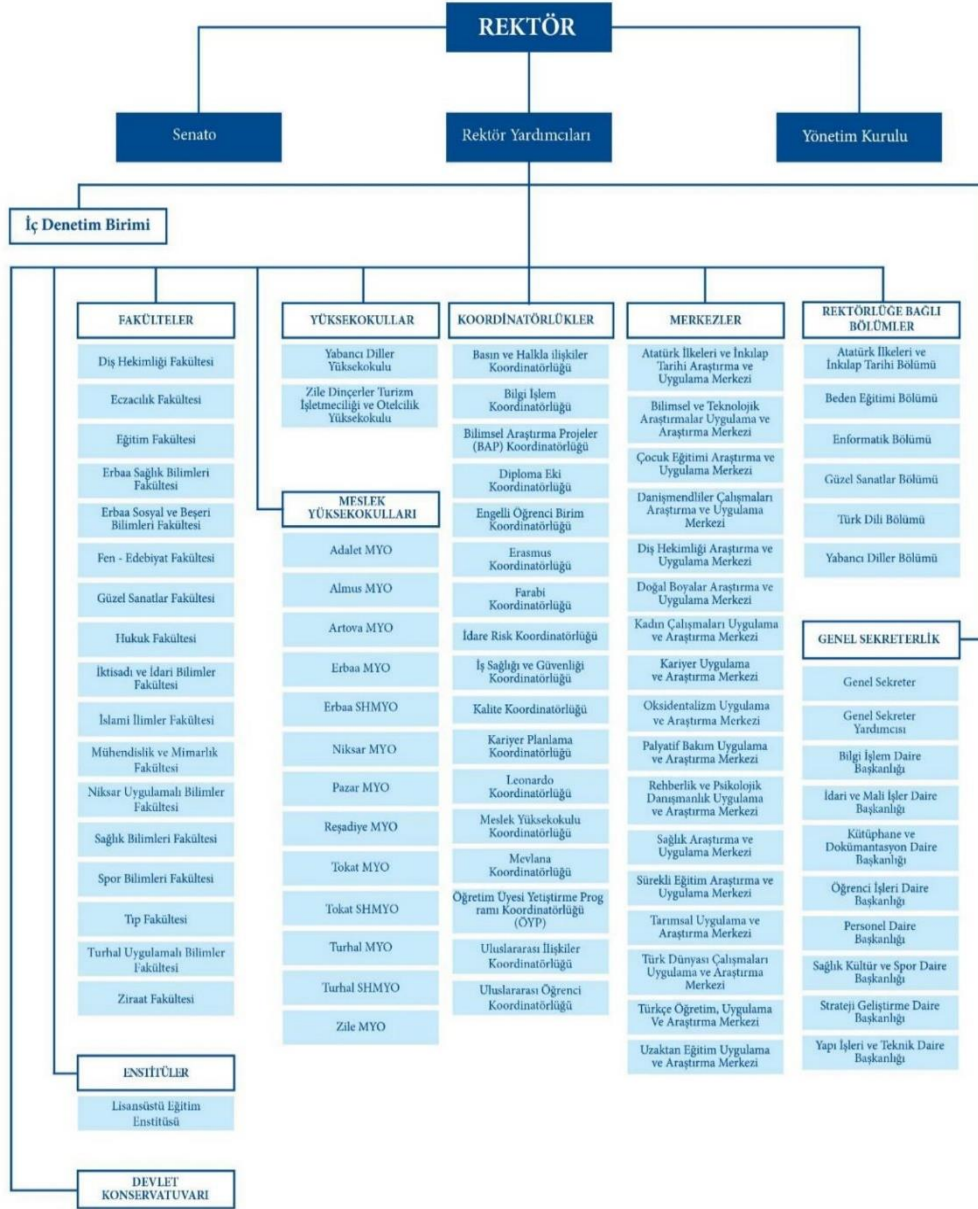 REKTÖR
Senato
Rektör Yardımcıları
Yönetim Kurulu
İç Denetim Birimi
FAKÜLTELER
Diş Hekimliği Fakültesi
Eczacılık Fakültesi
Eğitim Fakültesi
Erbaa Sağlık Bilimleri
Fakültesi
Erbaa Sosyal ve Beşeri
Bilimleri Fakültesi
Fen - Edebiyat Fakültesi
Güzel Sanatlar Fakültesi
Hukuk Fakültesi
İktisadı ve İdari Bilimler
Fakültesi
İslami İlimler Fakültesi
Mühendislik ve Mimarlık
Fakültesi
Niksar Uygulamalı Bilimler
Fakültesi
Sağlık Bilimleri Fakültesi
Spor Bilimleri Fakültesi
Tıp Fakültesi
Turhal Uygulamalı Bilimler
Fakültesi
Ziraat Fakültesi
ENSTİTÜLER
Lisansüstü Eğitim
Enstitüsü
DEVLET
KONSERVATUVARI
YÜKSEKOKULLAR
Yabancı Diller
Yüksekokulu
Zile Dinçerler Turizm
İşletmeciliği ve Otelcilik
Yüksekokulu
MESLEK
YÜKSEKOKULLARI
Adalet MYO
Almus MYO
Artova MYO
Erbaa MYO
Erbaa SHMYO
Niksar MYO
Pazar MYO
Reşadiye MYO
Tokat MYO
Tokat SHMYO
Turhal MYO
Turhal SHMYO
Zile MYO
KOORDİNATÖRLÜKLER
Basın ve Halkla ilişkiler
Koordinatörlüğü
Bilgi İşlem
Koordinatörlüğü
Bilimsel Araştırma Projeler
(BAP) Koordinatörlüğü
Diploma Eki
Koordinatörlüğü
Engelli Öğrenci Birim
Koordinatörlüğü
Erasmus
Koordinatörlüğü
Farabi
Koordinatörlüğü
İdare Risk Koordinatörlüğü
İş Sağlığı ve Güvenliği
Koordinatörlüğü
Kalite Koordinatörlüğü
Kariyer Planlama
Koordinatörlüğü
Leonardo
Koordinatörlüğü
Meslek Yüksekokulu
Koordinatörlüğü
Mevlana
Koordinatörlüğü
Öğretim Üyesi Yetiştirme Prog
ramı Koordinatörlüğü
(ÖYP)
Uluslararası İlişkiler
Koordinatörlüğü
Uluslararası Öğrenci
Koordinatörlüğü
MERKEZLER
Atatürk İlkeleri ve İnkılap
Tarihi Araştırma ve
Uygulama Merkezi
Bilimsel ve Teknolojik
Araştırmalar Uygulama ve
Araştırma Merkezi
Çocuk Eğitimi Araştırma ve
Uygulama Merkezi
Danişmendliler Çalışmaları
Araştırma ve Uygulama
Merkezi
Diş Hekimliği Araştırma ve
Uygulama Merkezi
Doğal Boyalar Araştırma ve
Uygulama Merkezi
Kadın Çalışmaları Uygulama
ve Araştırma Merkezi
Kariyer Uygulama
ve Araştırma Merkezi
Oksidentalizm Uygulama
ve Araştırma Merkezi
Palyatif Bakım Uygulama
ve Araştırma Merkezi
Rehberlik ve Psikolojik
Danışmanlık Uygulama
ve Araştırma Merkezi
Sağlık Araştırma ve
Uygulama Merkezi
Sürekli Eğitim Araştırma ve
Uygulama Merkezi
Tarımsal Uygulama ve
Araştırma Merkezi
Türk Dünyası Çalışmaları
Uygulama ve Araştırma
Merkezi
Türkçe Öğretim, Uygulama
Ve Araştırma Merkezi
Uzaktan Eğitim Uygulama
ve Araştırma Merkezi
REKTÖRLÜĞE BAĞLI
BÖLÜMLER
Atatürk İlkeleri ve
İnkılap Tarihi Bölümü
Beden Eğitimi Bölümü
Enformatik Bölümü
Güzel Sanatlar Bölümü
Türk Dili Bölümü
Yabancı Diller Bölümü
GENEL SEKRETERLİK
Genel Sekreter
Genel Sekreter
Yardımcısı
Bilgi İşlem Daire
Başkanlığı
İdari ve Mali İşler Daire
Başkanlığı
Kütüphane ve
Dokümantasyon Daire
Başkanlığı
Öğrenci İşleri Daire
Başkanlığı
Personel Daire
Başkanlığı
Sağlık Kültür ve Spor Daire
Başkanlığı
Strateji Geliştirme Daire
Başkanlığı
Yapı İşleri ve Teknik Daire
Başkanlığı